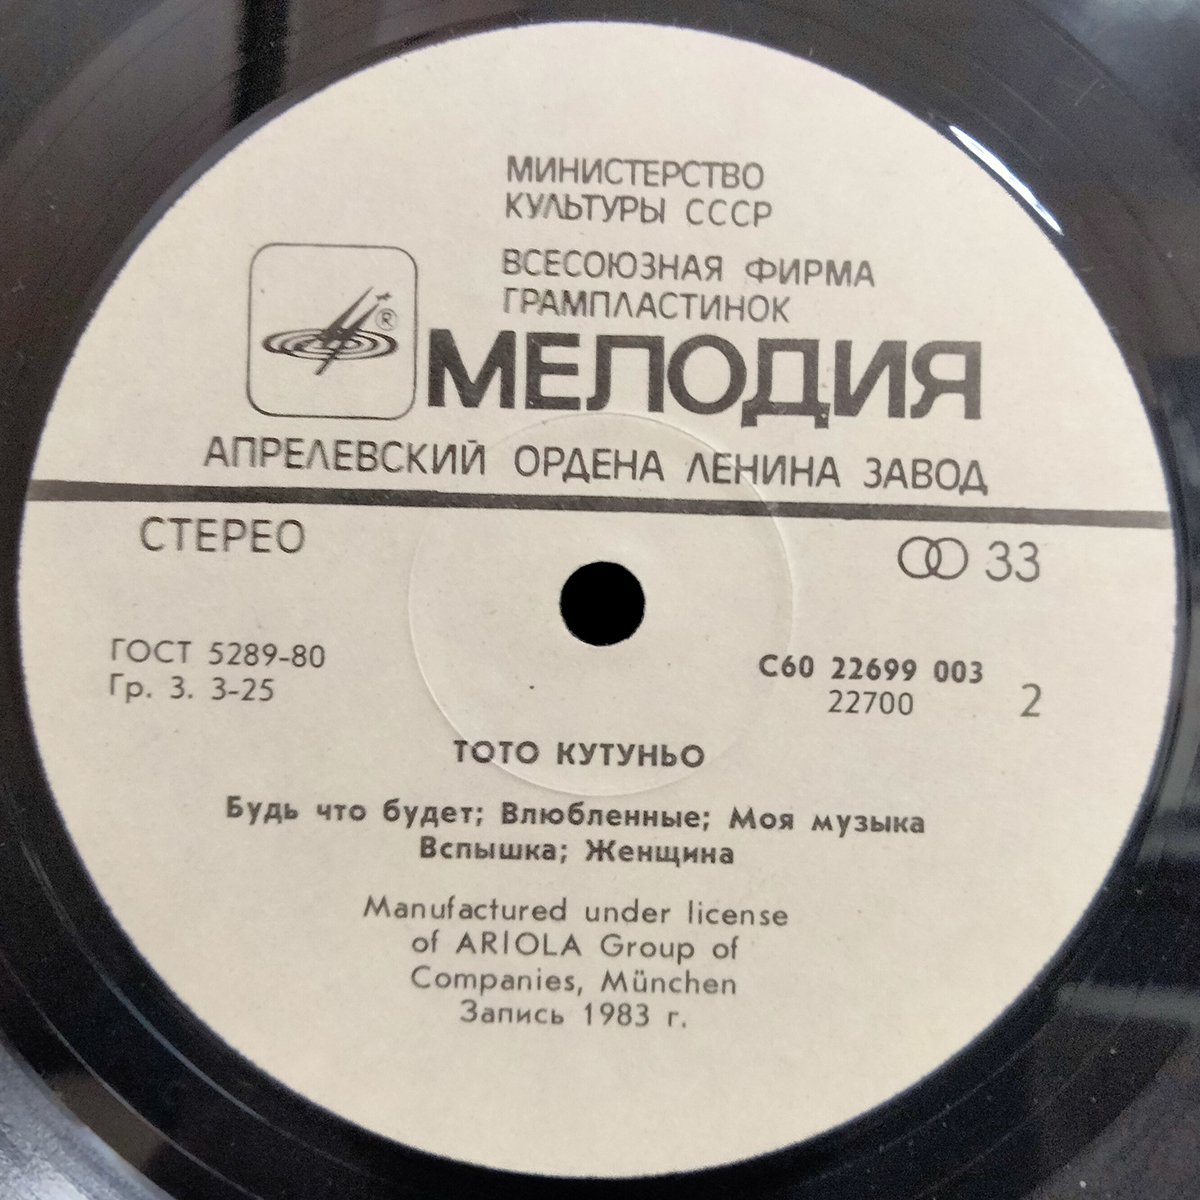 МИНИСТЕРСТВО
КУЛЬТУРЫ СССР
ВСЕСОЮЗНАЯ ФИРМА
ГРАМПЛАСТИНОК
®
МЕЛОДИЯ
АПРЕЛЕВСКИЙ ОРДЕНА ЛЕНИНА ЗАВОД
СТЕРЕО
33
ГОСТ 5289-80
Гр. 3. 3-25
С60 22699 003
22700
2
ТОТО КУТУНЬО
Будь что будет; Влюбленные; Моя музыка
Вспышка; Женщина
Manufactured under license
of ARIOLA Group of
Companies, München
Запись 1983 г.